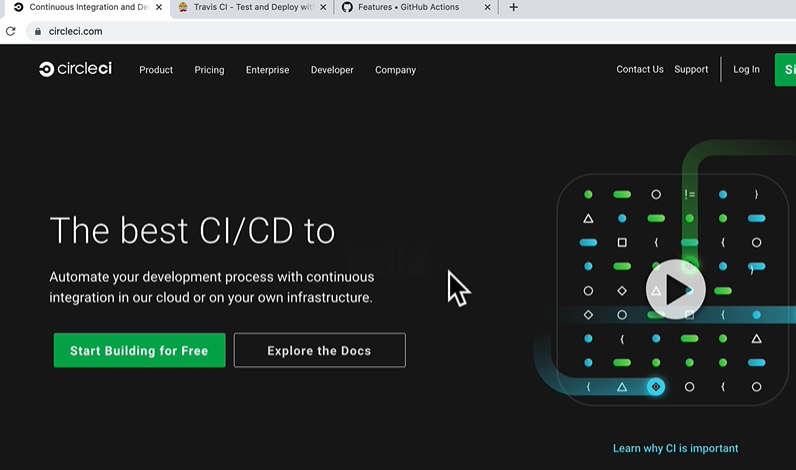 Continuous Integration and De
Travis CI - Test and Deploy wit
Features • GitHub Actions
circleci.com
circleci
Product
Pricing
Enterprise
Developer
Company
Contact Us
Support
Log In
Si
The best CI/CD to
Automate your development process with continuous
integration in our cloud or on your own infrastructure.
Start Building for Free
Explore the Docs
Learn why CI is important